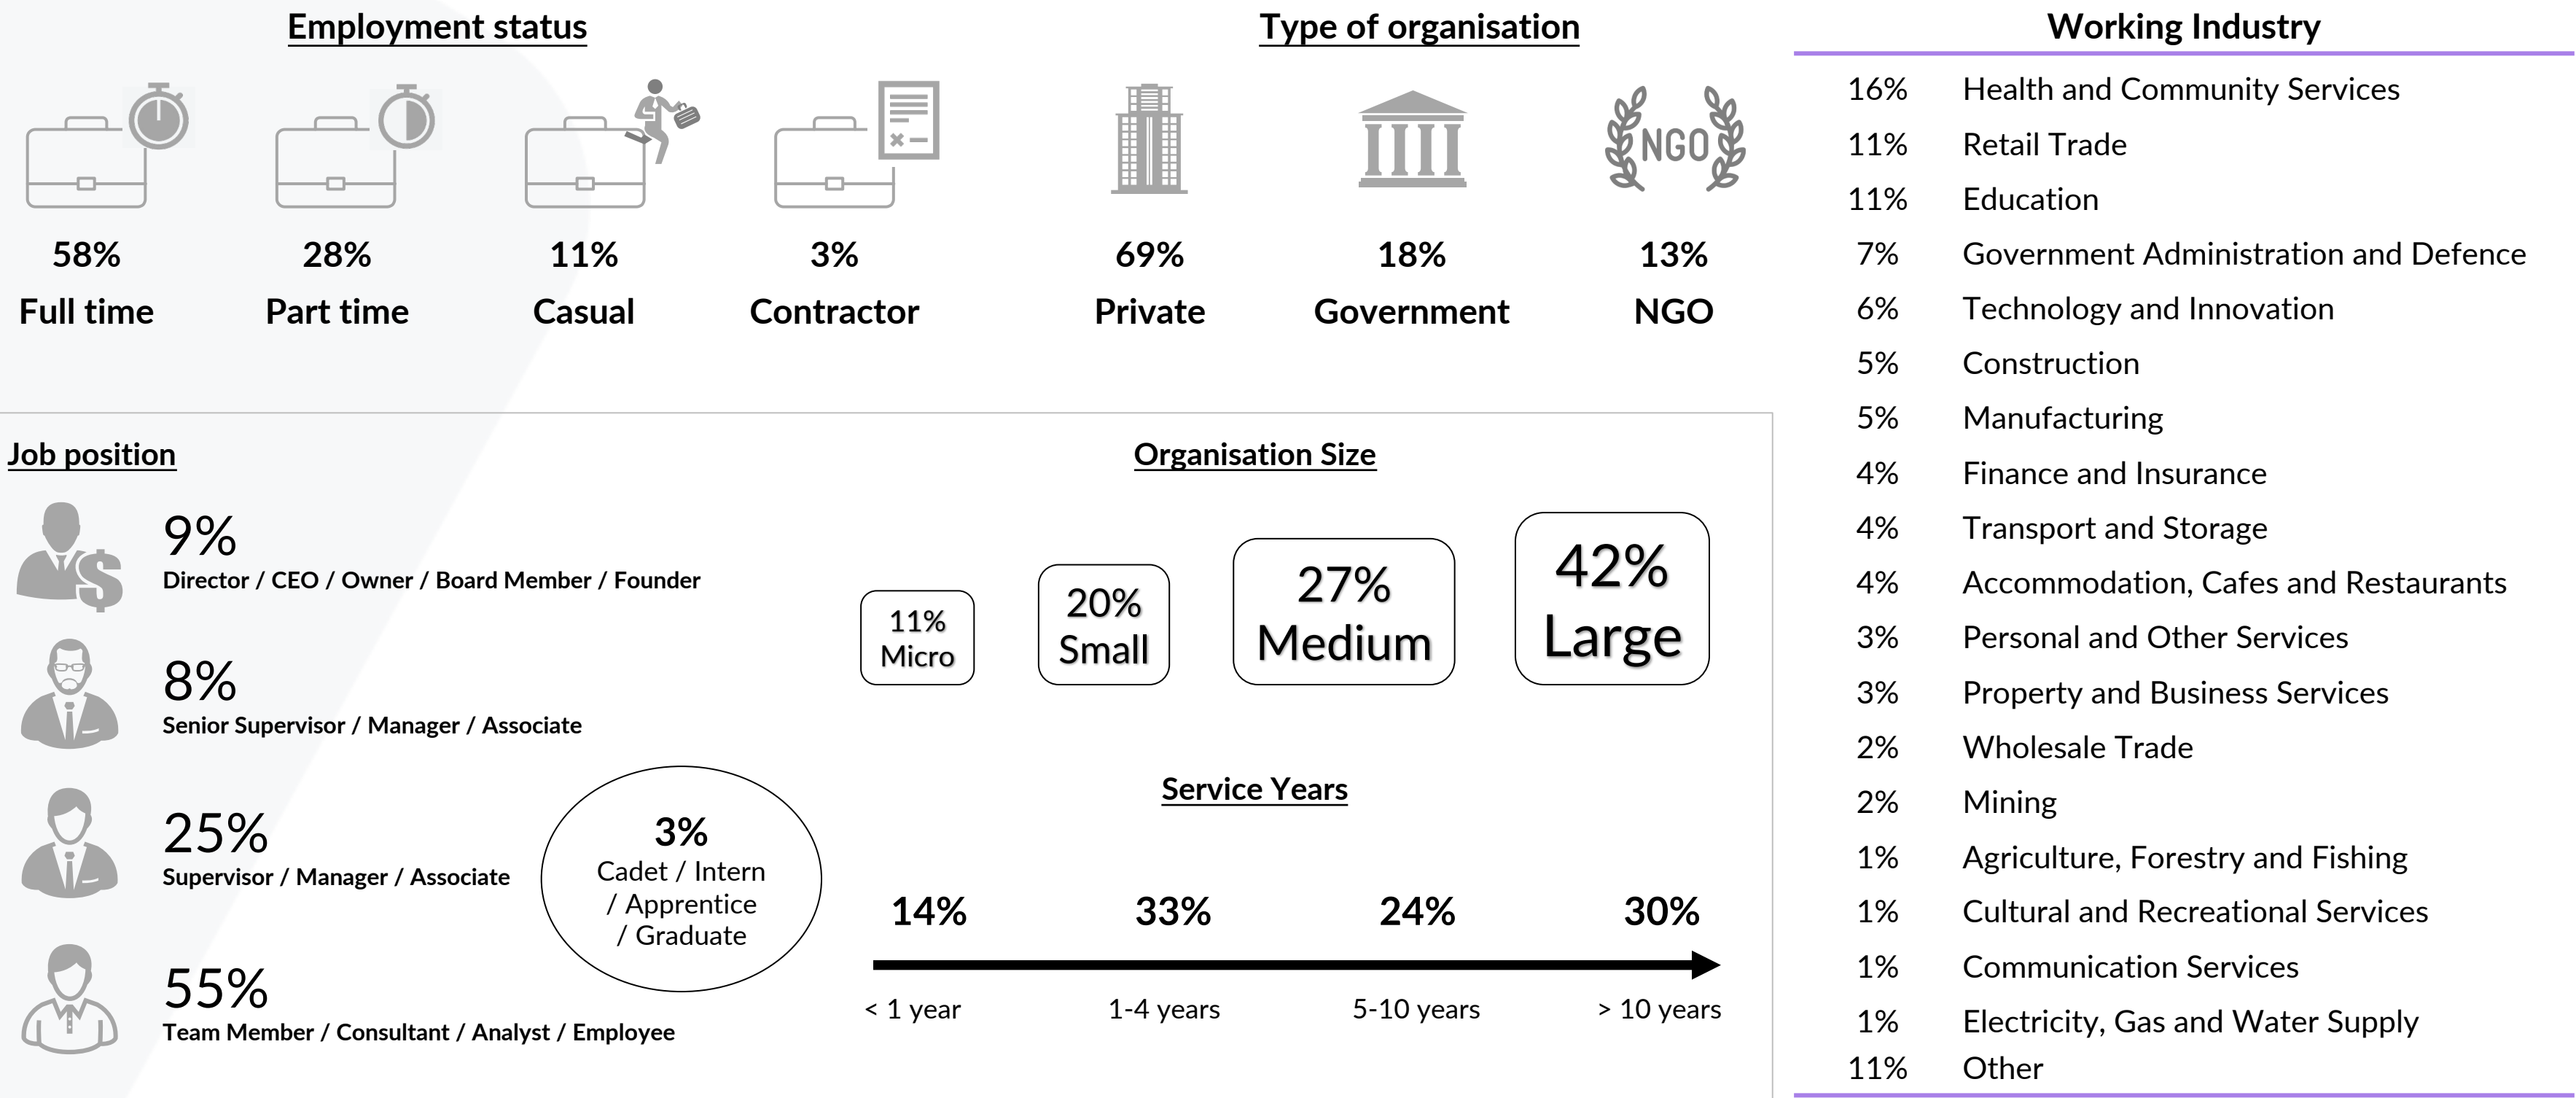 Employment status
58%
Full time
28%
Part time
11%
Casual
3%
Contractor
Type of organisation
69%
Private
18%
Government
NGO
13%
NGO
Job position
9%
Director / CEO / Owner / Board Member / Founder
8%
Senior Supervisor / Manager / Associate
25%
Supervisor / Manager / Associate
3%
Cadet / Intern
/ Apprentice
/ Graduate
55%
Team Member / Consultant / Analyst / Employee
Organisation Size
11%
Micro
20%
Small
27%
Medium
42%
Large
Service Years
14% 33% 24% 30%
< 1 year 1-4 years 5-10 years > 10 years
Working Industry
16% Health and Community Services
11% Retail Trade
11% Education
7% Government Administration and Defence
6% Technology and Innovation
5% Construction
5% Manufacturing
4% Finance and Insurance
4% Transport and Storage
4% Accommodation, Cafes and Restaurants
3% Personal and Other Services
3% Property and Business Services
2% Wholesale Trade
2% Mining
1% Agriculture, Forestry and Fishing
1% Cultural and Recreational Services
1% Communication Services
1% Electricity, Gas and Water Supply
11% Other